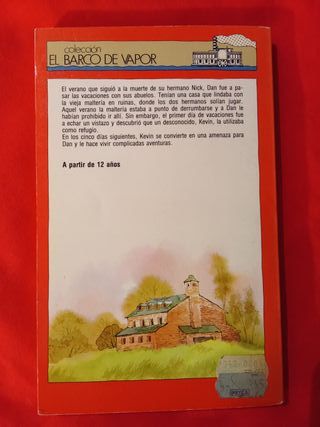 colección
EL BARCO DE VAPOR
El verano que siguió a la muerte de su hermano Nick, Dan fue a pa-
sar las vacaciones con sus abuelos. Tenían una casa que lindaba con
la vieja maltería en ruinas, donde los dos hermanos solían jugar.
Aquel verano la maltería estaba a punto de derrumbarse y a Dan le
habían prohibido ir allí. Sin embargo, el primer día de vacaciones fue
a echar un vistazo y descubrió que un desconocido, Kevin, la utilizaba
como refugio.
En los cinco días siguientes, Kevin se convierte en una amenaza para
Dan y le hace vivir complicadas aventuras.
A partir de 12 años